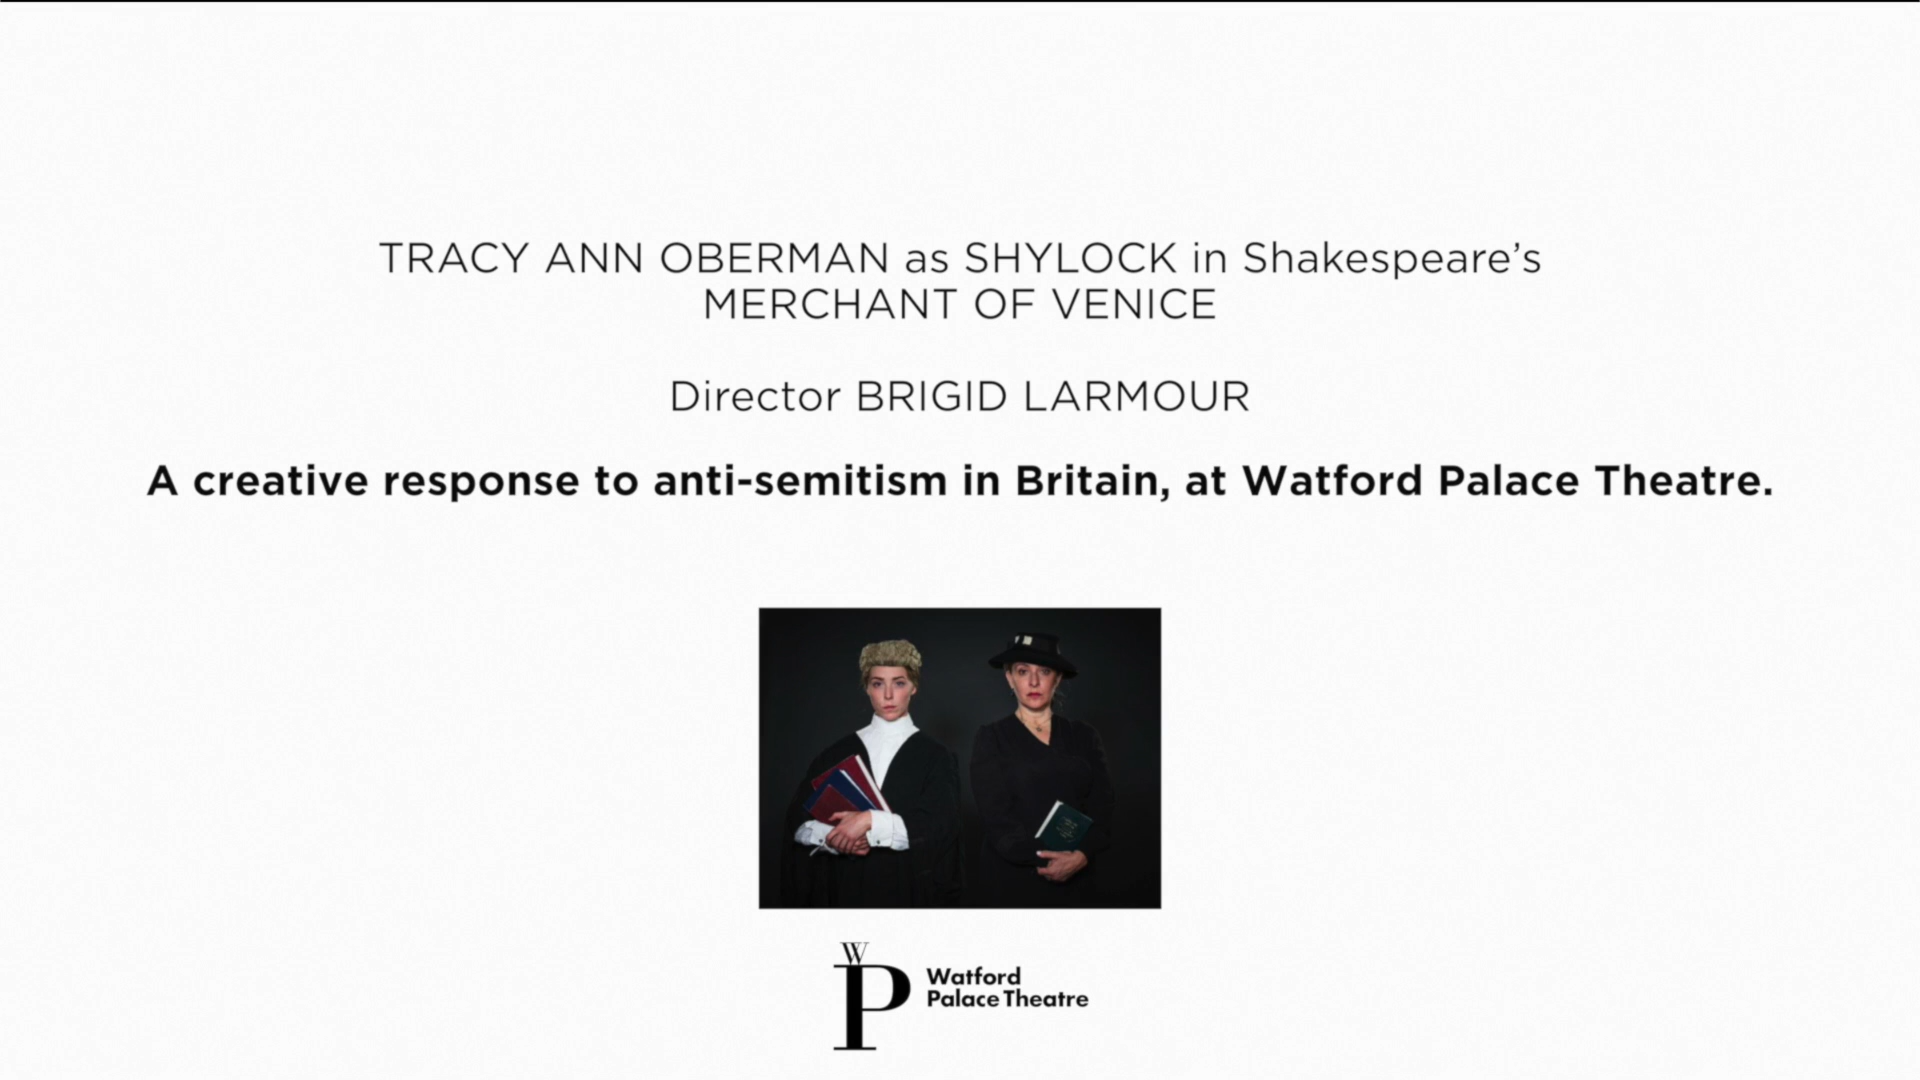 TRACY ANN OBERMAN as SHYLOCK in Shakespeare’s
MERCHANT OF VENICE
Director BRIGID LARMOUR
A creative response to anti-semitism in Britain, at Watford Palace Theatre.
W
P
Watford
Palace Theatre